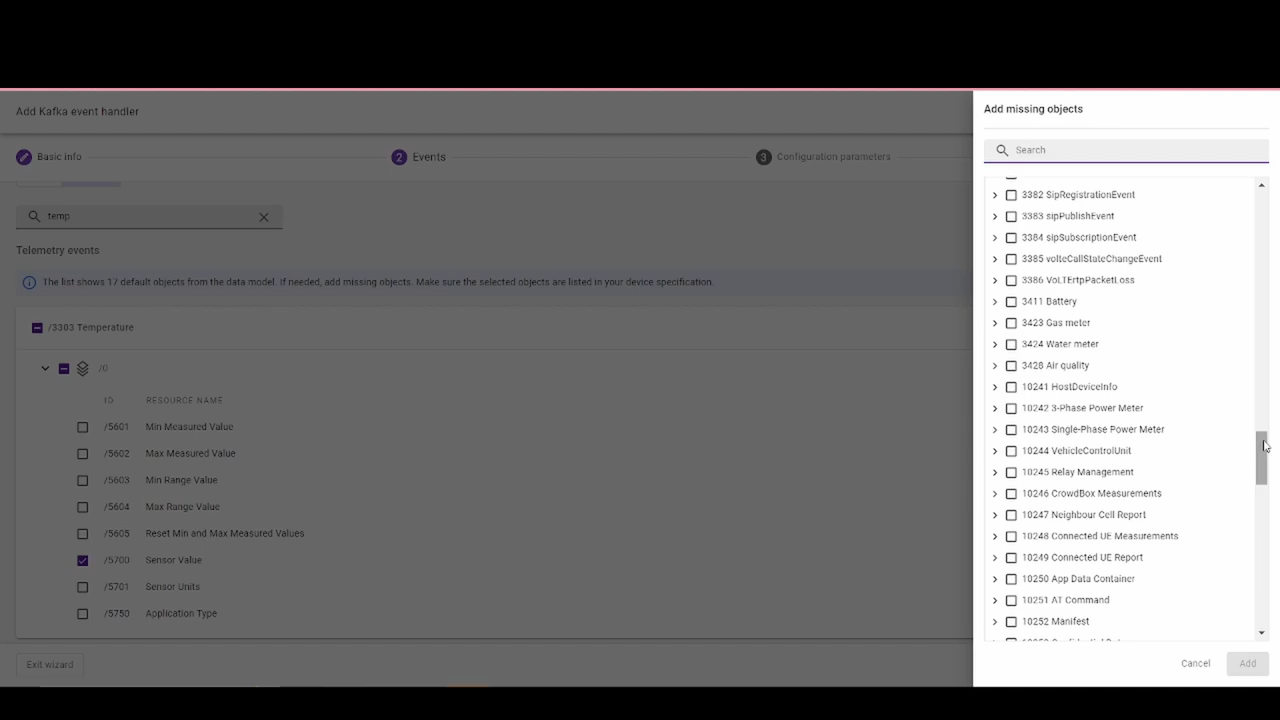 Add Kafka event handler
Basic info
2 Events
3 Configuration parameters
temp
Telemetry events
The list shows 17 default objects from the data model. If needed, add missing objects. Make sure the selected objects are listed in your device specification.
/3303 Temperature
/0
ID RESOURCE NAME
/5601 Min Measured Value
/5602 Max Measured Value
/5603 Min Range Value
/5604 Max Range Value
/5605 Reset Min and Max Measured Values
/5700 Sensor Value
/5701 Sensor Units
/5750 Application Type
Exit wizard
Add missing objects
Search
3382 SipRegistrationEvent
3383 sipPublishEvent
3384 sipSubscriptionEvent
3385 volteCallStateChangeEvent
3386 VoLTErtpPacketLoss
3411 Battery
3423 Gas meter
3424 Water meter
3428 Air quality
10241 HostDeviceInfo
10242 3-Phase Power Meter
10243 Single-Phase Power Meter
10244 VehicleControlUnit
10245 Relay Management
10246 CrowdBox Measurements
10247 Neighbour Cell Report
10248 Connected UE Measurements
10249 Connected UE Report
10250 App Data Container
10251 AT Command
10252 Manifest
Cancel
Add